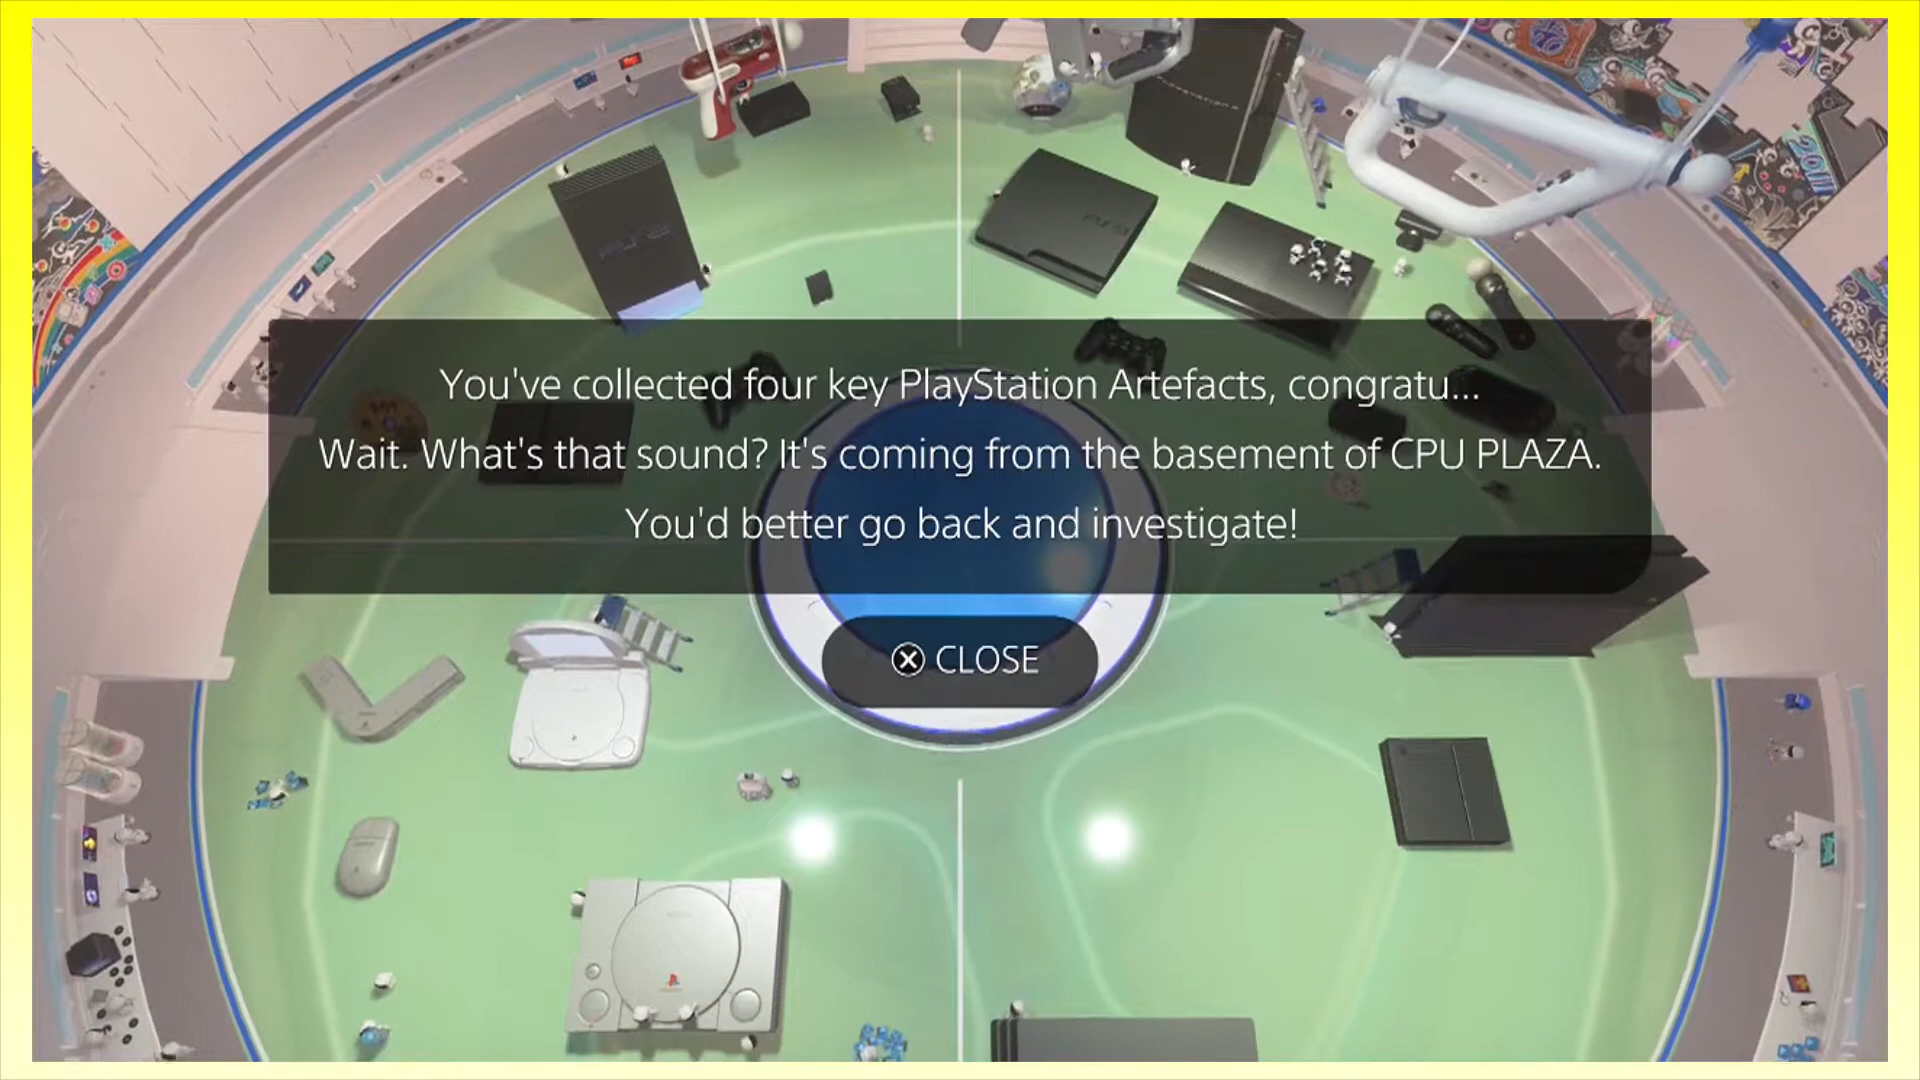 You've collected four key PlayStation Artefacts, congratu...
Wait. What's that sound? It's coming from the basement of CPU PLAZA.
You'd better go back and investigate!
CLOSE